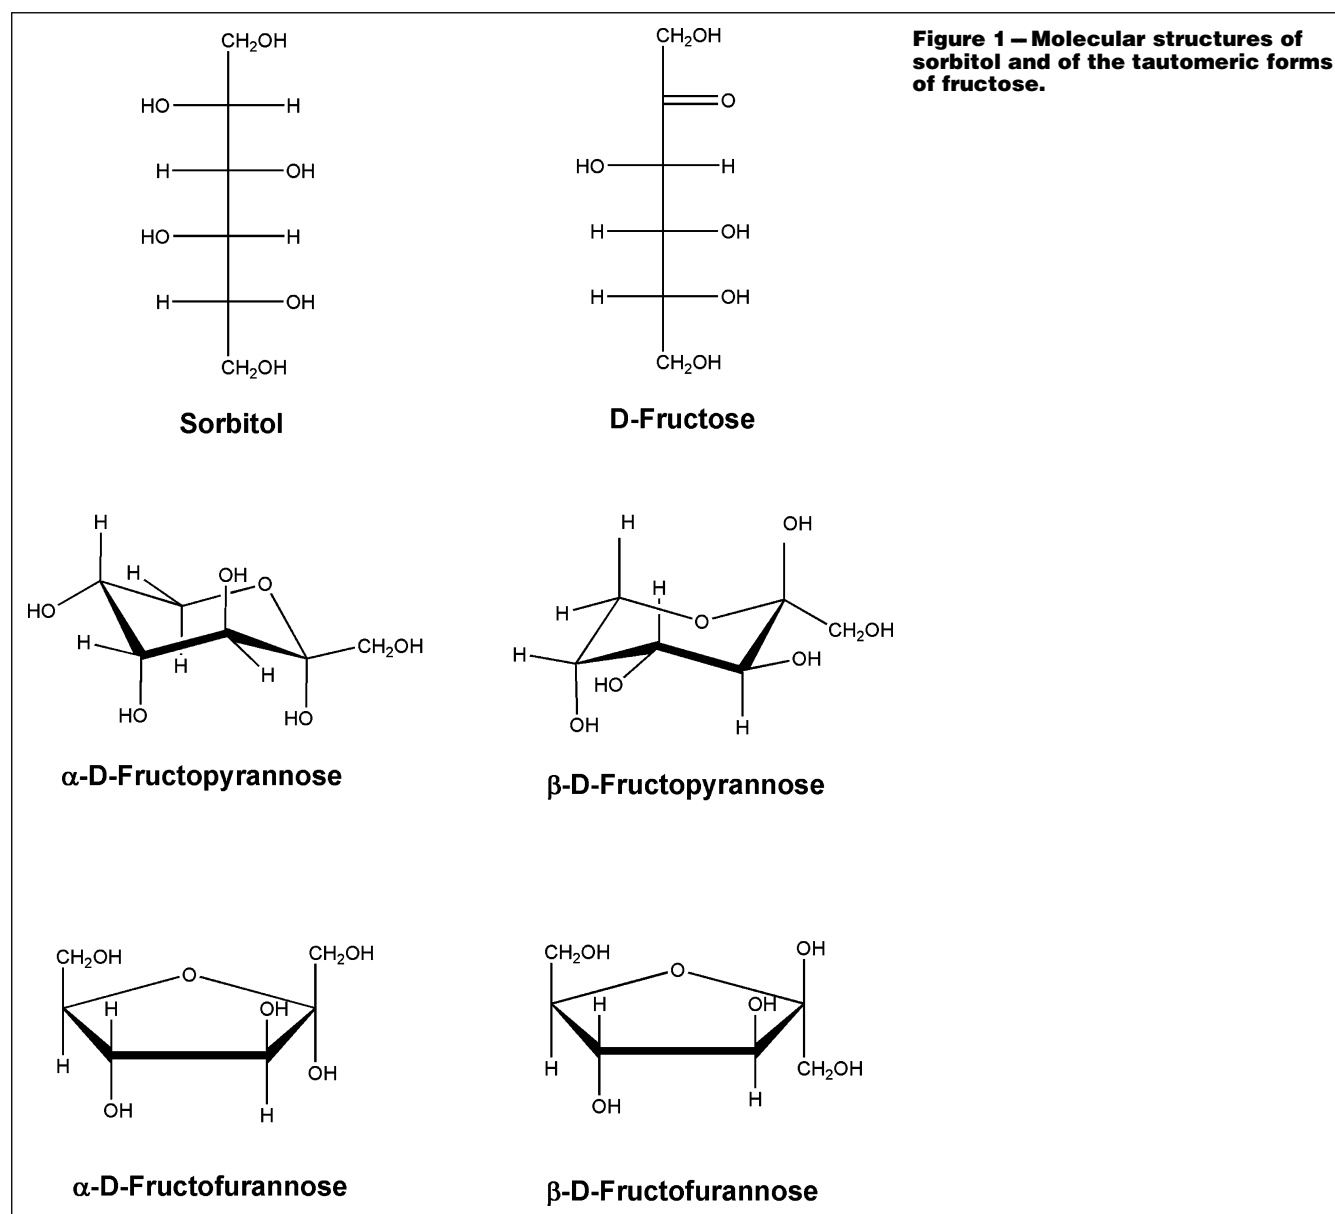 Figure 1—Molecular structures of
sorbitol and of the tautomeric forms
of fructose.
CH₂OH
HO H
H OH
HO H
H OH
CH₂OH
Sorbitol
CH₂OH
O
HO H
H OH
H OH
CH₂OH
D-Fructose
H
H OH O
HO
H CH₂OH
H H
HO HO
α-D-Fructopyrannose
H OH
H
H O
CH₂OH
H OH
HO
OH H
β-D-Fructopyrannose
CH₂OH CH₂OH
O
H OH
H OH
OH H
α-D-Fructofurannose
CH₂OH OH
O
H OH
H CH₂OH
OH H
β-D-Fructofurannose